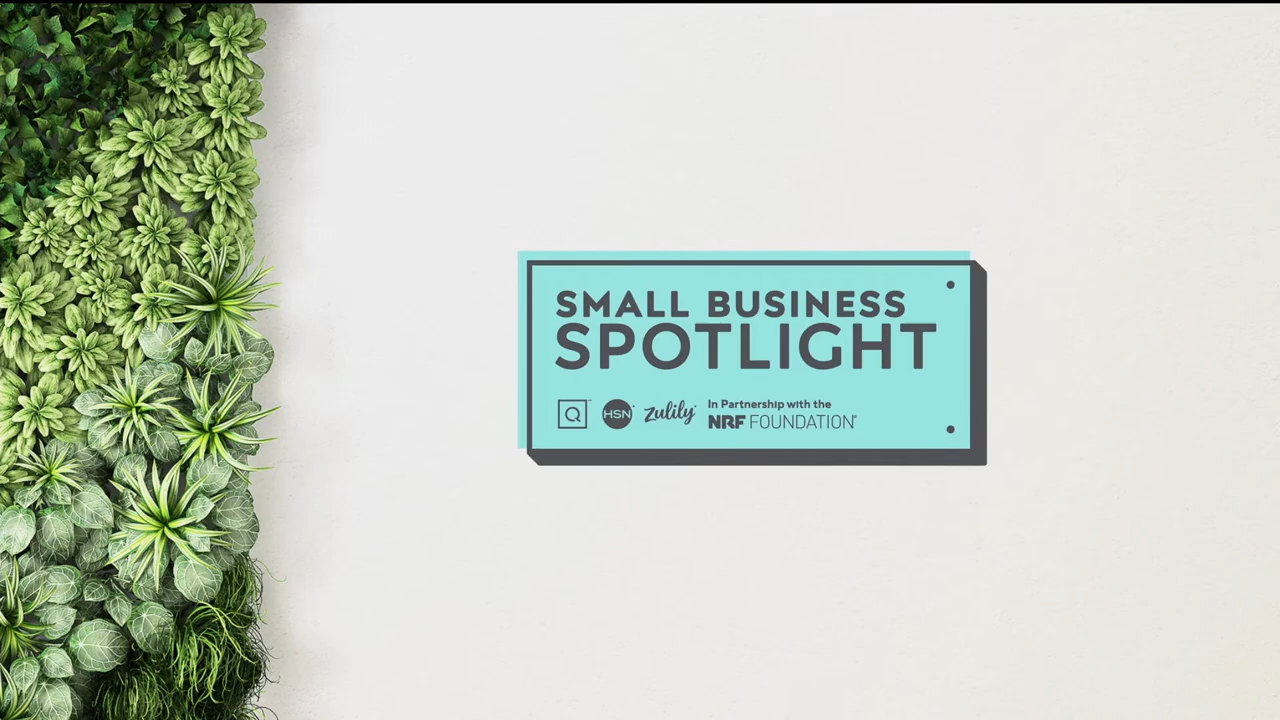 SMALL BUSINESS
SPOTLIGHT
Q HSN zulily In Partnership with the
NRF FOUNDATION